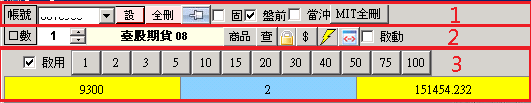 帳號 設 全刪 固 盤前 當沖 MIT全刪 1
口數 1 臺股期貨 08 商品 查 $ 啟動 2
啟用 1 2 3 5 10 15 20 30 40 50 75 100 3
9300 2 151454.232